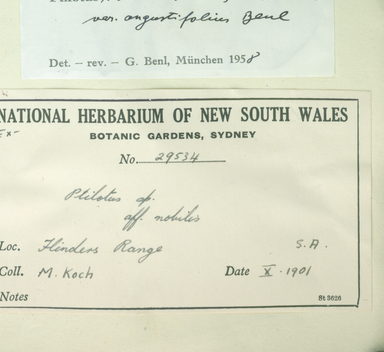 var. angustifolius Benl
Det. – rev. – G. Benl, München 1958
NATIONAL HERBARIUM OF NEW SOUTH WALES
Ex-
BOTANIC GARDENS, SYDNEY
No. 29534
Ptilotus sp.
aff. nobilis
Loc. Flinders Range S.A.
Coll. M. Koch Date X. 1901
Notes St 3626